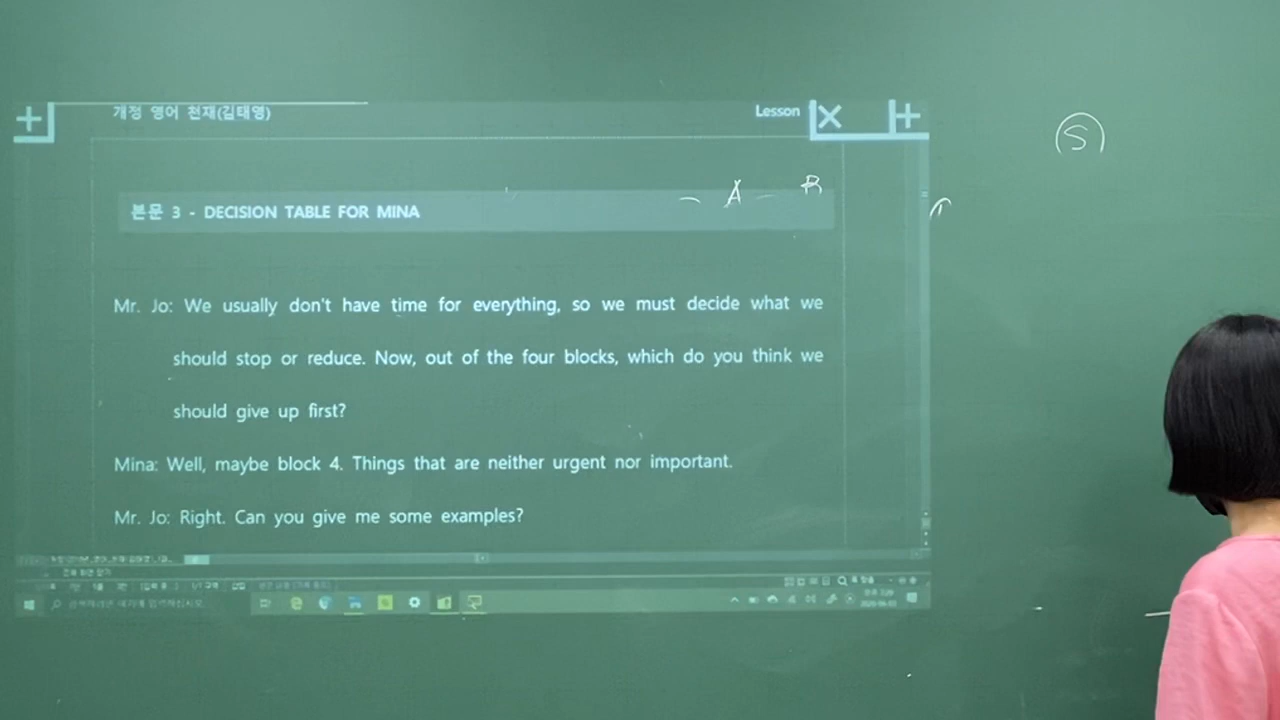 개정 영어 천재(김태영)
Lesson
S
A B
본문 3 - DECISION TABLE FOR MINA
Mr. Jo: We usually don't have time for everything, so we must decide what we
should stop or reduce. Now, out of the four blocks, which do you think we
should give up first?
Mina: Well, maybe block 4. Things that are neither urgent nor important.
Mr. Jo: Right. Can you give me some examples?